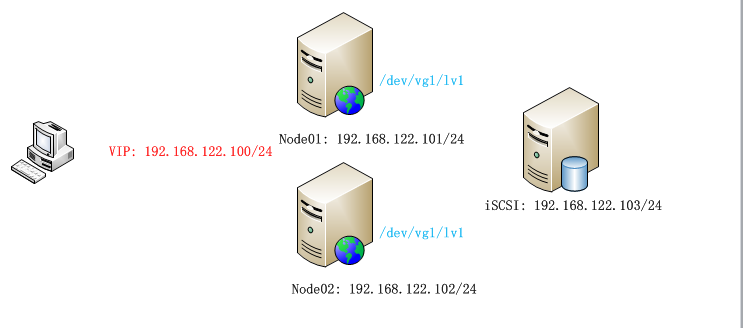 /dev/vg1/lv1
Node01: 192.168.122.101/24
VIP: 192.168.122.100/24
iSCSI: 192.168.122.103/24
/dev/vg1/lv1
Node02: 192.168.122.102/24